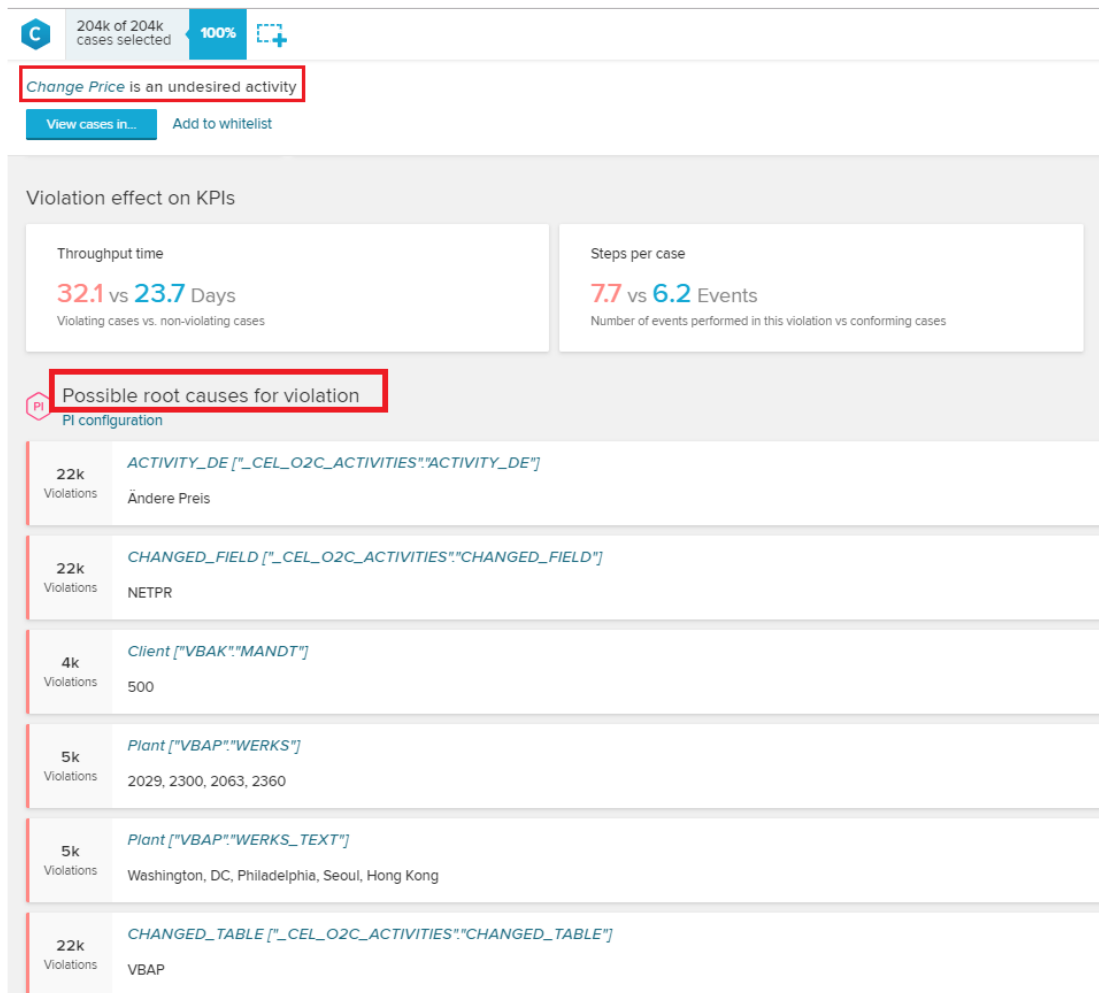 C
204k of 204k
cases selected
100%
Change Price is an undesired activity
View cases in...
Add to whitelist
Violation effect on KPIs
Throughput time
32.1 vs 23.7 Days
Violating cases vs. non-violating cases
Steps per case
7.7 vs 6.2 Events
Number of events performed in this violation vs conforming cases
PI
Possible root causes for violation
PI configuration
22k
Violations
ACTIVITY_DE ["_CEL_O2C_ACTIVITIES"."ACTIVITY_DE"]
Ändere Preis
22k
Violations
CHANGED_FIELD ["_CEL_O2C_ACTIVITIES"."CHANGED_FIELD"]
NETPR
4k
Violations
Client ["VBAK"."MANDT"]
500
5k
Violations
Plant ["VBAP"."WERKS"]
2029, 2300, 2063, 2360
5k
Violations
Plant ["VBAP"."WERKS_TEXT"]
Washington, DC, Philadelphia, Seoul, Hong Kong
22k
Violations
CHANGED_TABLE ["_CEL_O2C_ACTIVITIES"."CHANGED_TABLE"]
VBAP